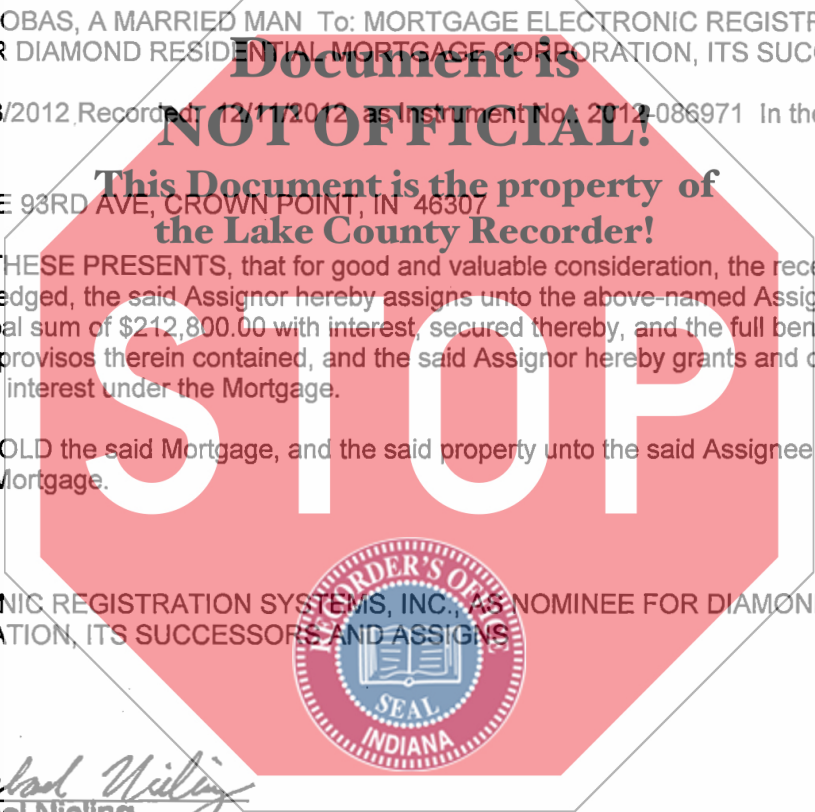 OBAS, A MARRIED MAN To: MORTGAGE ELECTRONIC REGISTR
R DIAMOND RESIDENTIAL MORTGAGE CORPORATION, ITS SUC
Document is
/2012 Recorded: 12/11/2012 as Instrument No.: 2012-086971 In the
NOT OFFICIAL!
This Document is the property of
E 93RD AVE, CROWN POINT, IN 46307
the Lake County Recorder!
THESE PRESENTS, that for good and valuable consideration, the rece
edged, the said Assignor hereby assigns unto the above-named Assig
al sum of $212,800.00 with interest, secured thereby, and the full ben
provisos therein contained, and the said Assignor hereby grants and c
interest under the Mortgage.
STOP
OLD the said Mortgage, and the said property unto the said Assignee
Mortgage.
RECORDER'S OFFICE
NIC REGISTRATION SYSTEMS, INC., AS NOMINEE FOR DIAMON
ATION, ITS SUCCESSORS AND ASSIGNS
SEAL
INDIANA
Nieling